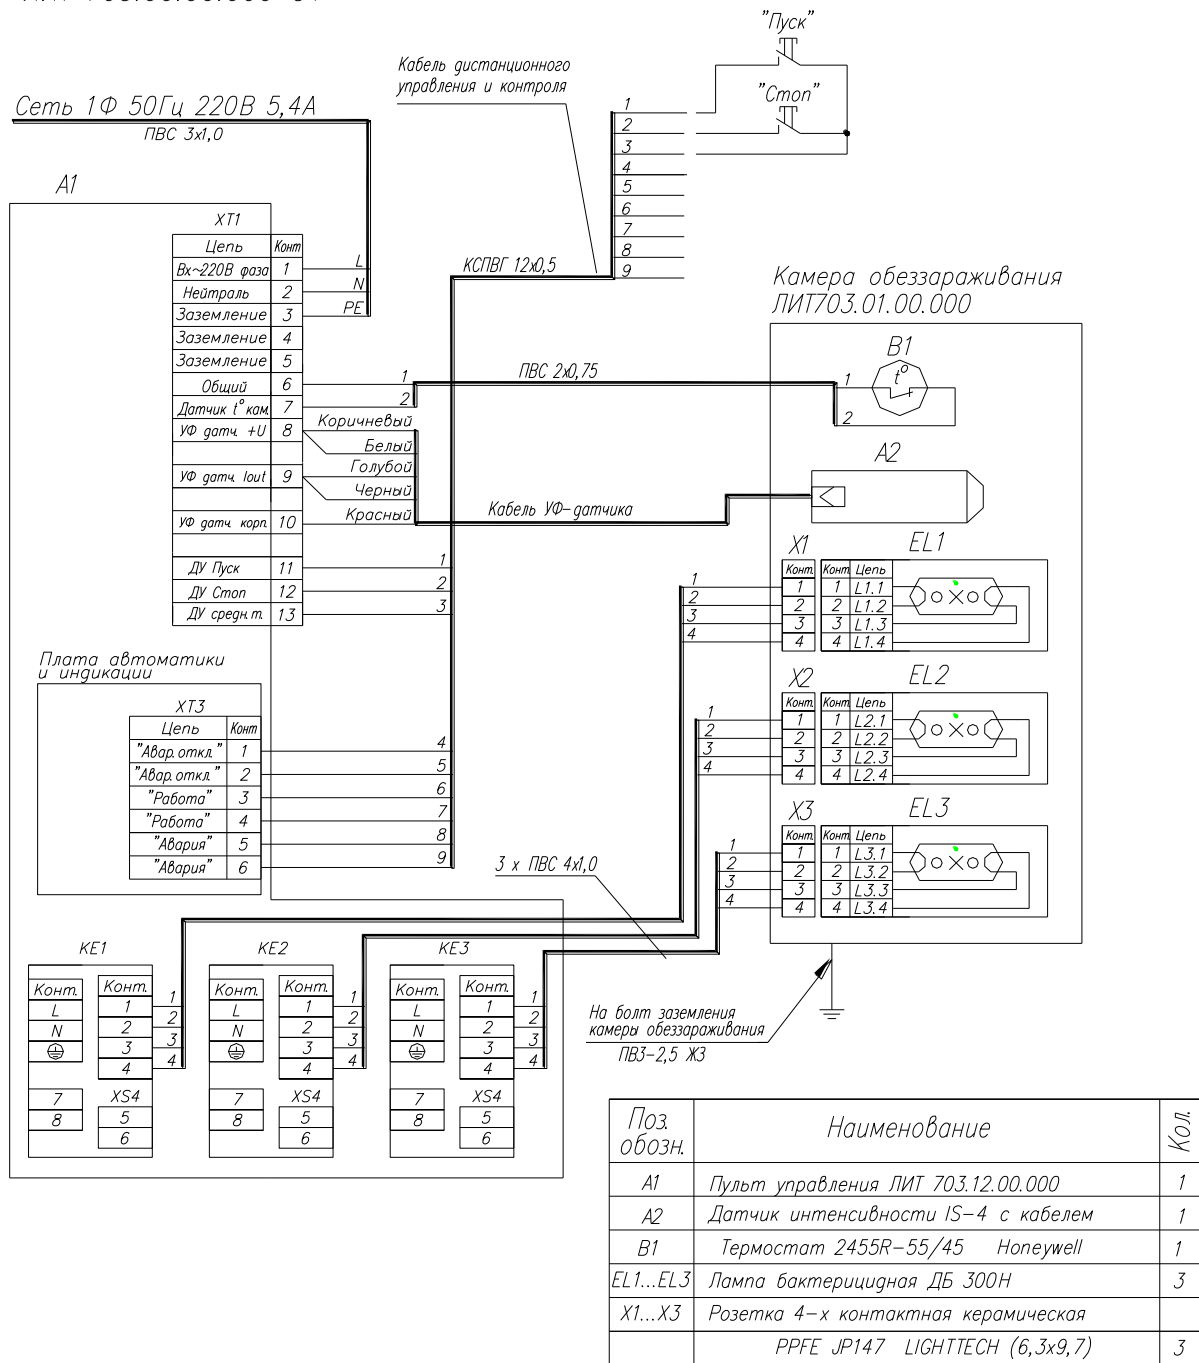 "Пуск"
Кабель дистанционного
управления и контроля
"Стоп"
Сеть 1Ф 50Гц 220В 5,4А
ПВС 3х1,0
1
2
3
4
5
6
7
8
9
КСПВГ 12х0,5
А1
ХТ1
Цепь Конт
Вх~220В фаза 1 L
Нейтраль 2 N
Заземление 3 PE
Заземление 4
Заземление 5
Общий 6 1
Датчик t° кам. 7 2
УФ датч. +U 8 Коричневый
Белый
УФ датч. Iout 9 Голубой
Черный
УФ датч. корп. 10 Красный
ДУ Пуск 11 1
ДУ Стоп 12 2
ДУ средн.т. 13 3
ПВС 2х0,75
Кабель УФ-датчика
Камера обеззараживания
ЛИТ703.01.00.000
В1
t°
1
2
А2
Х1 EL1
Конт. Конт. Цепь
1 1 1 L1.1
2 2 2 L1.2
3 3 3 L1.3
4 4 4 L1.4
Х2 EL2
Конт. Конт. Цепь
1 1 1 L2.1
2 2 2 L2.2
3 3 3 L2.3
4 4 4 L2.4
Х3 EL3
Конт. Конт. Цепь
1 1 1 L3.1
2 2 2 L3.2
3 3 3 L3.3
4 4 4 L3.4
Плата автоматики
и индикации
ХТ3
Цепь Конт
"Авар.откл." 1 4
"Авар.откл." 2 5
"Работа" 3 6
"Работа" 4 7
"Авария" 5 8
"Авария" 6 9
3 х ПВС 4х1,0
КЕ1 КЕ2 КЕ3
Конт. Конт. Конт. Конт. Конт. Конт.
L 1 1 L 1 1 L 1 1
N 2 2 N 2 2 N 2 2
3 3 3 3 3 3
4 4 4 4 4 4
7 XS4 7 XS4 7 XS4
8 5 8 5 8 5
6 6 6
На болт заземления
камеры обеззараживания
ПВ3-2,5 ЖЗ
Поз. обозн. Наименование Кол.
А1 Пульт управления ЛИТ 703.12.00.000 1
А2 Датчик интенсивности IS-4 с кабелем 1
В1 Термостат 2455R-55/45 Honeywell 1
EL1...EL3 Лампа бактерицидная ДБ 300Н 3
Х1...Х3 Розетка 4-х контактная керамическая
PPFE JP147 LIGHTTECH (6,3x9,7) 3